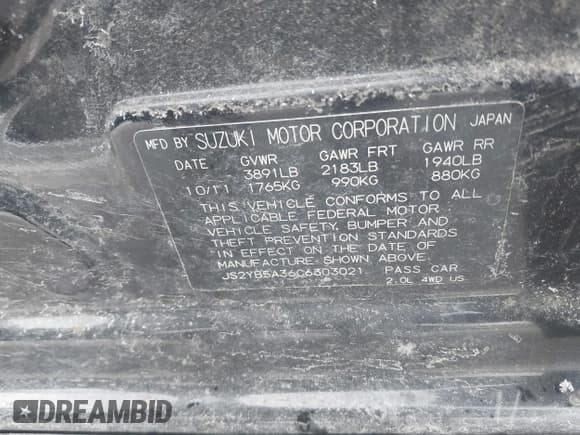 MFD BY SUZUKI MOTOR CORPORATION JAPAN
DATE GVWR GAWR FRT GAWR RR
3891LB 2183LB 1940LB
10/11 1765KG 990KG 880KG
THIS VEHICLE CONFORMS TO ALL
APPLICABLE FEDERAL MOTOR
VEHICLE SAFETY, BUMPER AND
THEFT PREVENTION STANDARDS
IN EFFECT ON THE DATE OF
MANUFACTURE SHOWN ABOVE.
JS2YB5A36C6303021 PASS CAR
2.0L 4WD US
DREAMBID